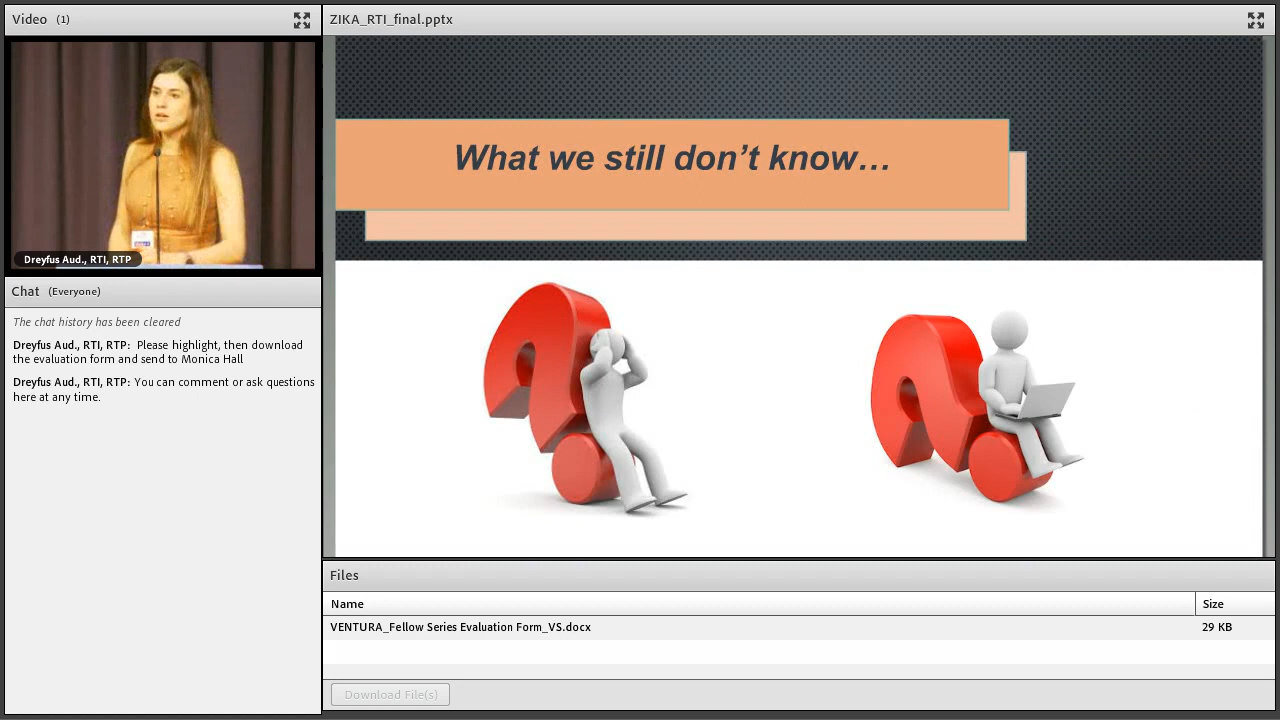 Video (1)
Dreyfus Aud., RTI, RTP
Chat (Everyone)
The chat history has been cleared
Dreyfus Aud., RTI, RTP: Please highlight, then download
the evaluation form and send to Monica Hall
Dreyfus Aud., RTI, RTP: You can comment or ask questions
here at any time.
ZIKA_RTI_final.pptx
What we still don’t know…
Files
Name Size
VENTURA_Fellow Series Evaluation Form_VS.docx 29 KB
Download File(s)